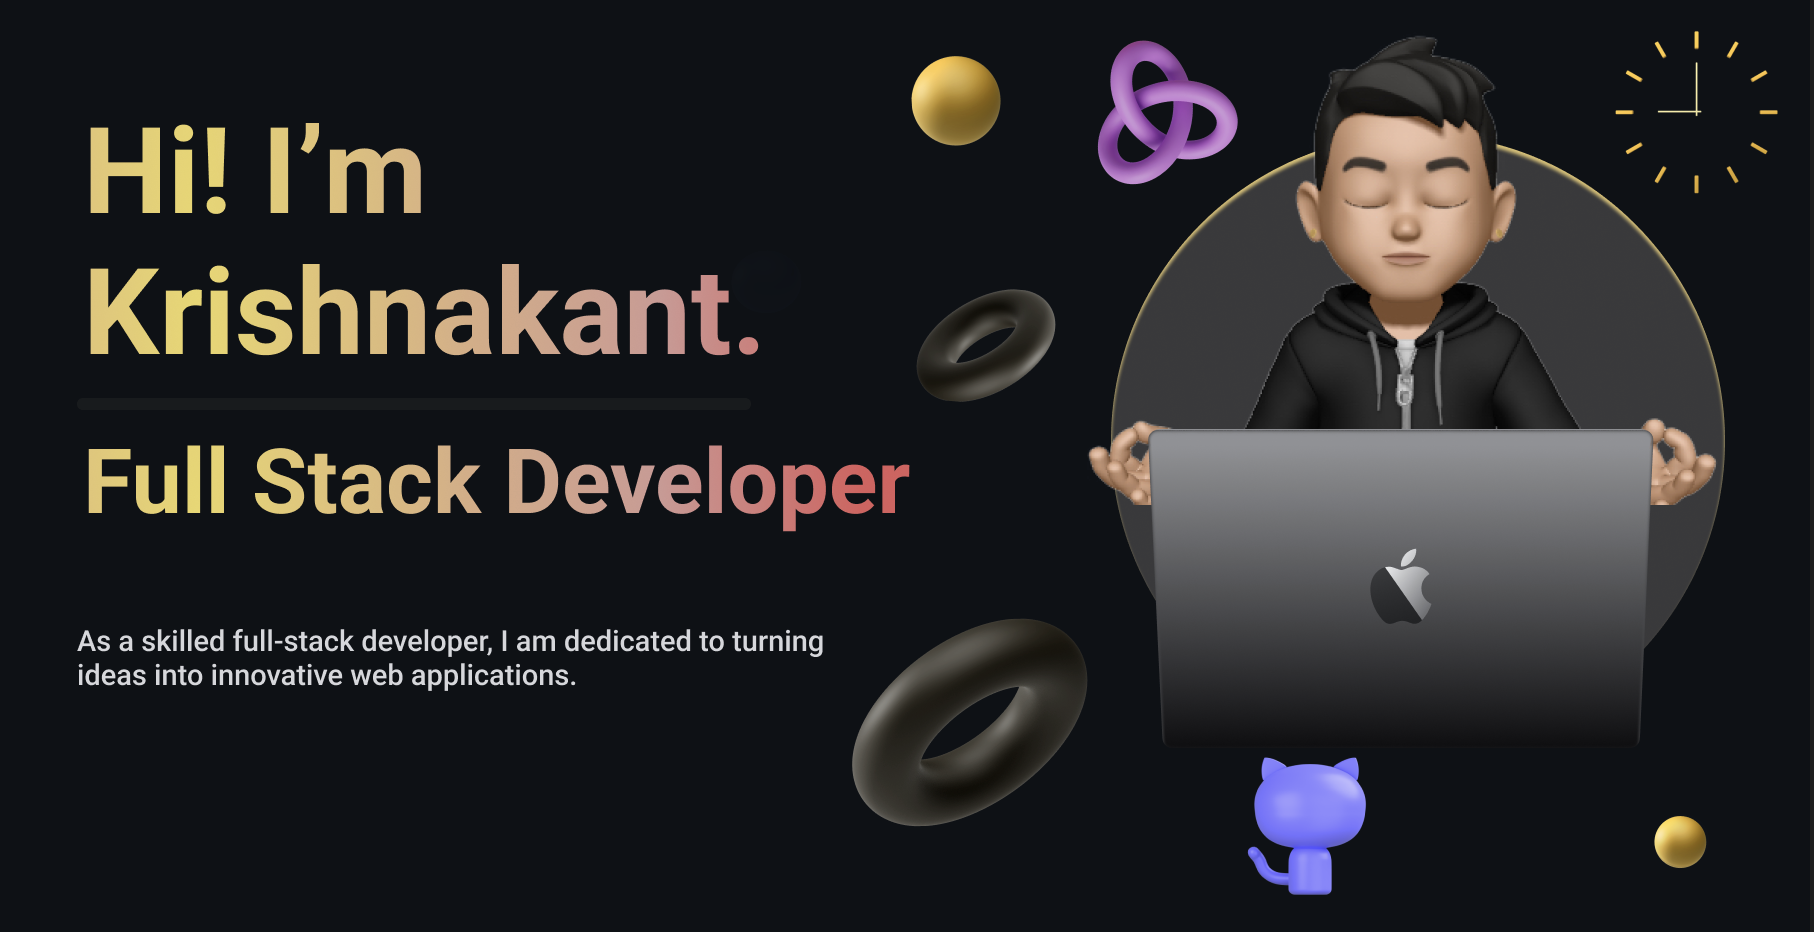 Hi! I’m
Krishnakant.
Full Stack Developer
As a skilled full-stack developer, I am dedicated to turning
ideas into innovative web applications.